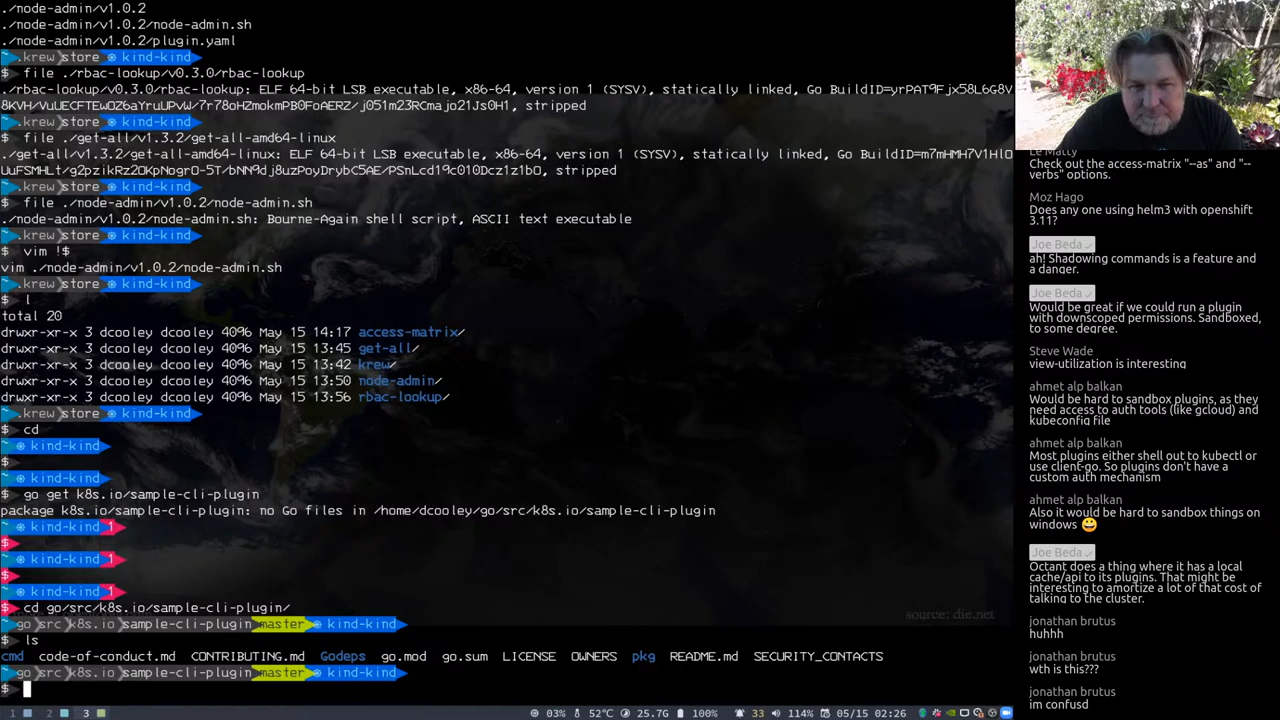 ./node-admin/v1.0.2
./node-admin/v1.0.2/node-admin.sh
./node-admin/v1.0.2/plugin.yaml
~ .krew store ⎈ kind-kind
$ file ./rbac-lookup/v0.3.0/rbac-lookup
./rbac-lookup/v0.3.0/rbac-lookup: ELF 64-bit LSB executable, x86-64, version 1 (SYSV), statically linked, Go
, stripped
~ .krew store ⎈ kind-kind
$ file ./get-all/v1.3.2/get-all-amd64-linux
./get-all/v1.3.2/get-all-amd64-linux: ELF 64-bit LSB executable, x86-64, version 1 (SYSV), statically linked, Go
, stripped
~ .krew store ⎈ kind-kind
$ file ./node-admin/v1.0.2/node-admin.sh
./node-admin/v1.0.2/node-admin.sh: Bourne-Again shell script, ASCII text executable
~ .krew store ⎈ kind-kind
$ vim !$
vim ./node-admin/v1.0.2/node-admin.sh
~ .krew store ⎈ kind-kind
$ l
total 20
drwxr-xr-x 3 dcooley dcooley 4096 May 15 14:17 access-matrix/
drwxr-xr-x 3 dcooley dcooley 4096 May 15 13:45 get-all/
drwxr-xr-x 3 dcooley dcooley 4096 May 15 13:42 krew/
drwxr-xr-x 3 dcooley dcooley 4096 May 15 13:50 node-admin/
drwxr-xr-x 3 dcooley dcooley 4096 May 15 13:56 rbac-lookup/
~ .krew store ⎈ kind-kind
$ cd
~ ⎈ kind-kind
$
~ ⎈ kind-kind
$ go get k8s.io/sample-cli-plugin
package k8s.io/sample-cli-plugin: no Go files in /home/dcooley/go/src/k8s.io/sample-cli-plugin
~ ⎈ kind-kind 1
$
~ ⎈ kind-kind 1
$
~ ⎈ kind-kind 1
$ cd go/src/k8s.io/sample-cli-plugin/
~ go src k8s.io sample-cli-plugin master ⎈ kind-kind
$ ls
cmd code-of-conduct.md CONTRIBUTING.md Godeps go.mod go.sum LICENSE OWNERS pkg README.md SECURITY_CONTACTS
~ go src k8s.io sample-cli-plugin master ⎈ kind-kind
$
source: die.net
1 2 3 03% 52°C 25.7G 100% 33 114% 05/15 02:26
Le Matty
Check out the access-matrix "--as" and "--
verbs" options.
Moz Hago
Does any one using helm3 with openshift
3.11?
Joe Beda ✓
ah! Shadowing commands is a feature and
a danger.
Joe Beda ✓
Would be great if we could run a plugin
with downscoped permissions. Sandboxed,
to some degree.
Steve Wade
view-utilization is interesting
ahmet alp balkan
Would be hard to sandbox plugins, as they
need access to auth tools (like gcloud) and
kubeconfig file
ahmet alp balkan
Most plugins either shell out to kubectl or
use client-go. So plugins don't have a
custom auth mechanism
ahmet alp balkan
Also it would be hard to sandbox things on
windows 😀
Joe Beda ✓
Octant does a thing where it has a local
cache/api to its plugins. That might be
interesting to amortize a lot of that cost of
talking to the cluster.
jonathan brutus
huhhh
jonathan brutus
wth is this???
jonathan brutus
im confusd